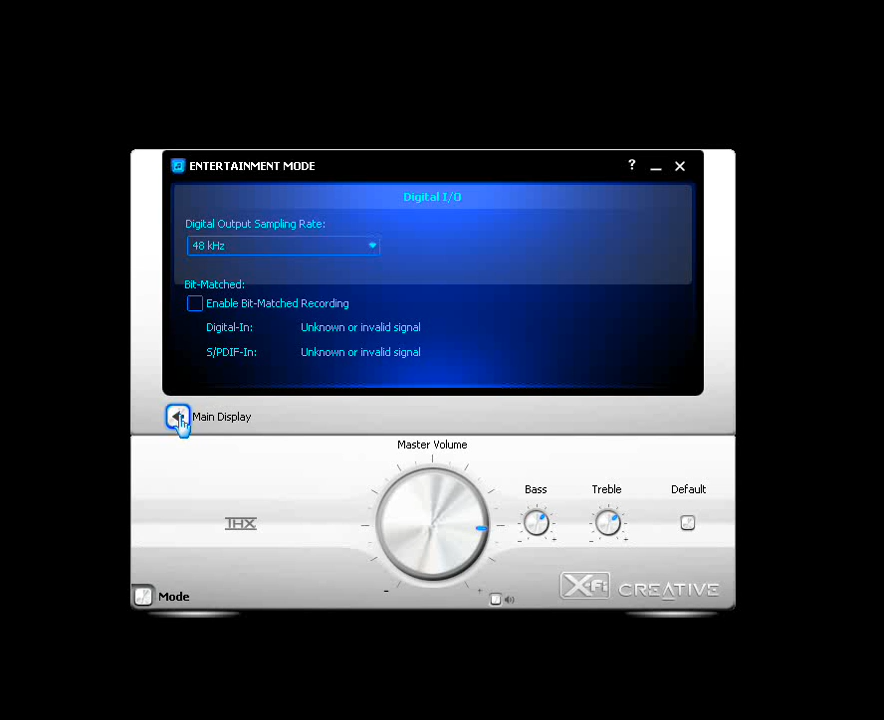 ENTERTAINMENT MODE
?
Digital I/O
Digital Output Sampling Rate:
48 kHz
Bit-Matched:
Enable Bit-Matched Recording
Digital-In: Unknown or invalid signal
S/PDIF-In: Unknown or invalid signal
Main Display
Master Volume
Bass Treble Default
- + - +
THX
- +
X-Fi CREATIVE
Mode